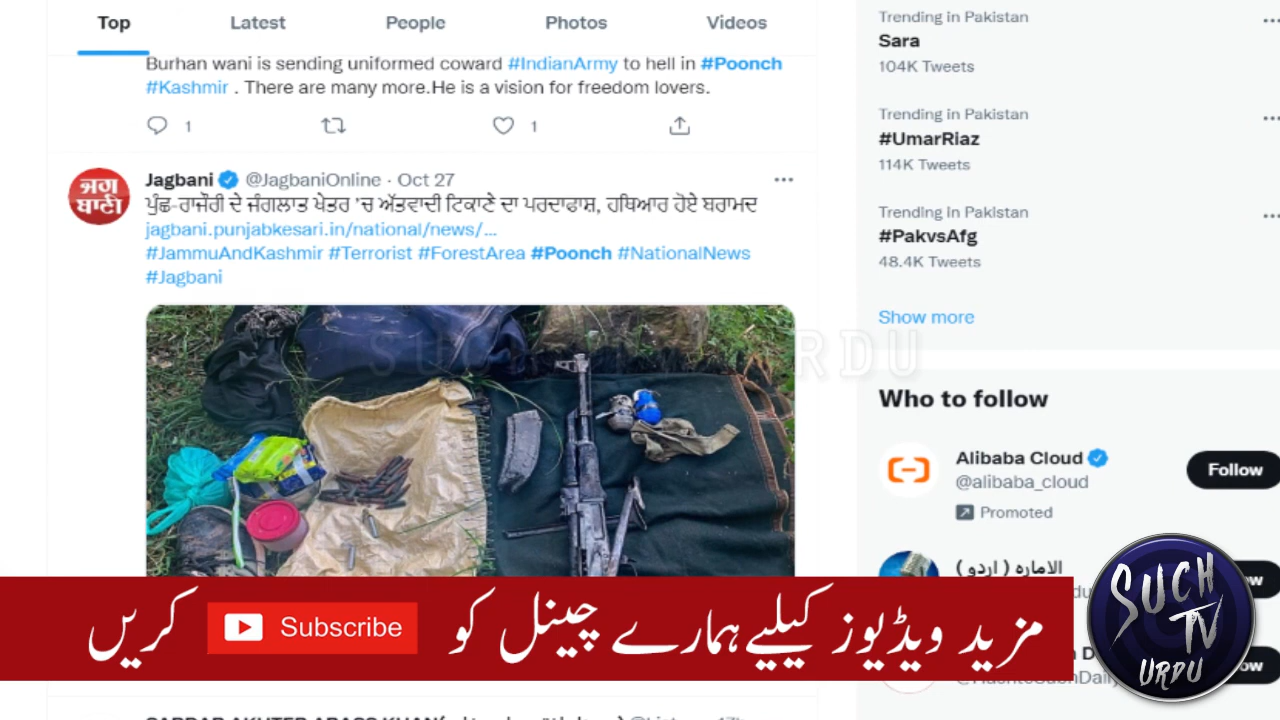 Top Latest People Photos Videos
Burhan wani is sending uniformed coward #IndianArmy to hell in #Poonch
#Kashmir . There are many more.He is a vision for freedom lovers.
1 1
ਜਗ
ਬਾਣੀ
Jagbani @JagbaniOnline · Oct 27
ਪੁੰਛ-ਰਾਜੌਰੀ ਦੇ ਜੰਗਲਾਤ ਖੇਤਰ 'ਚ ਅੱਤਵਾਦੀ ਟਿਕਾਣੇ ਦਾ ਪਰਦਾਫਾਸ਼, ਹਥਿਆਰ ਹੋਏ ਬਰਾਮਦ
jagbani.punjabkesari.in/national/news/...
#JammuAndKashmir #Terrorist #ForestArea #Poonch #NationalNews
#Jagbani
Trending in Pakistan
Sara
104K Tweets
Trending in Pakistan
#UmarRiaz
114K Tweets
Trending in Pakistan
#PakvsAfg
48.4K Tweets
Show more
SUCH URDU
Who to follow
Alibaba Cloud
@alibaba_cloud
Follow
Promoted
الاماره ( اردو )
مزید ویڈیوز کیلیے ہمارے چینل کو Subscribe کریں
SUCH
TV
URDU